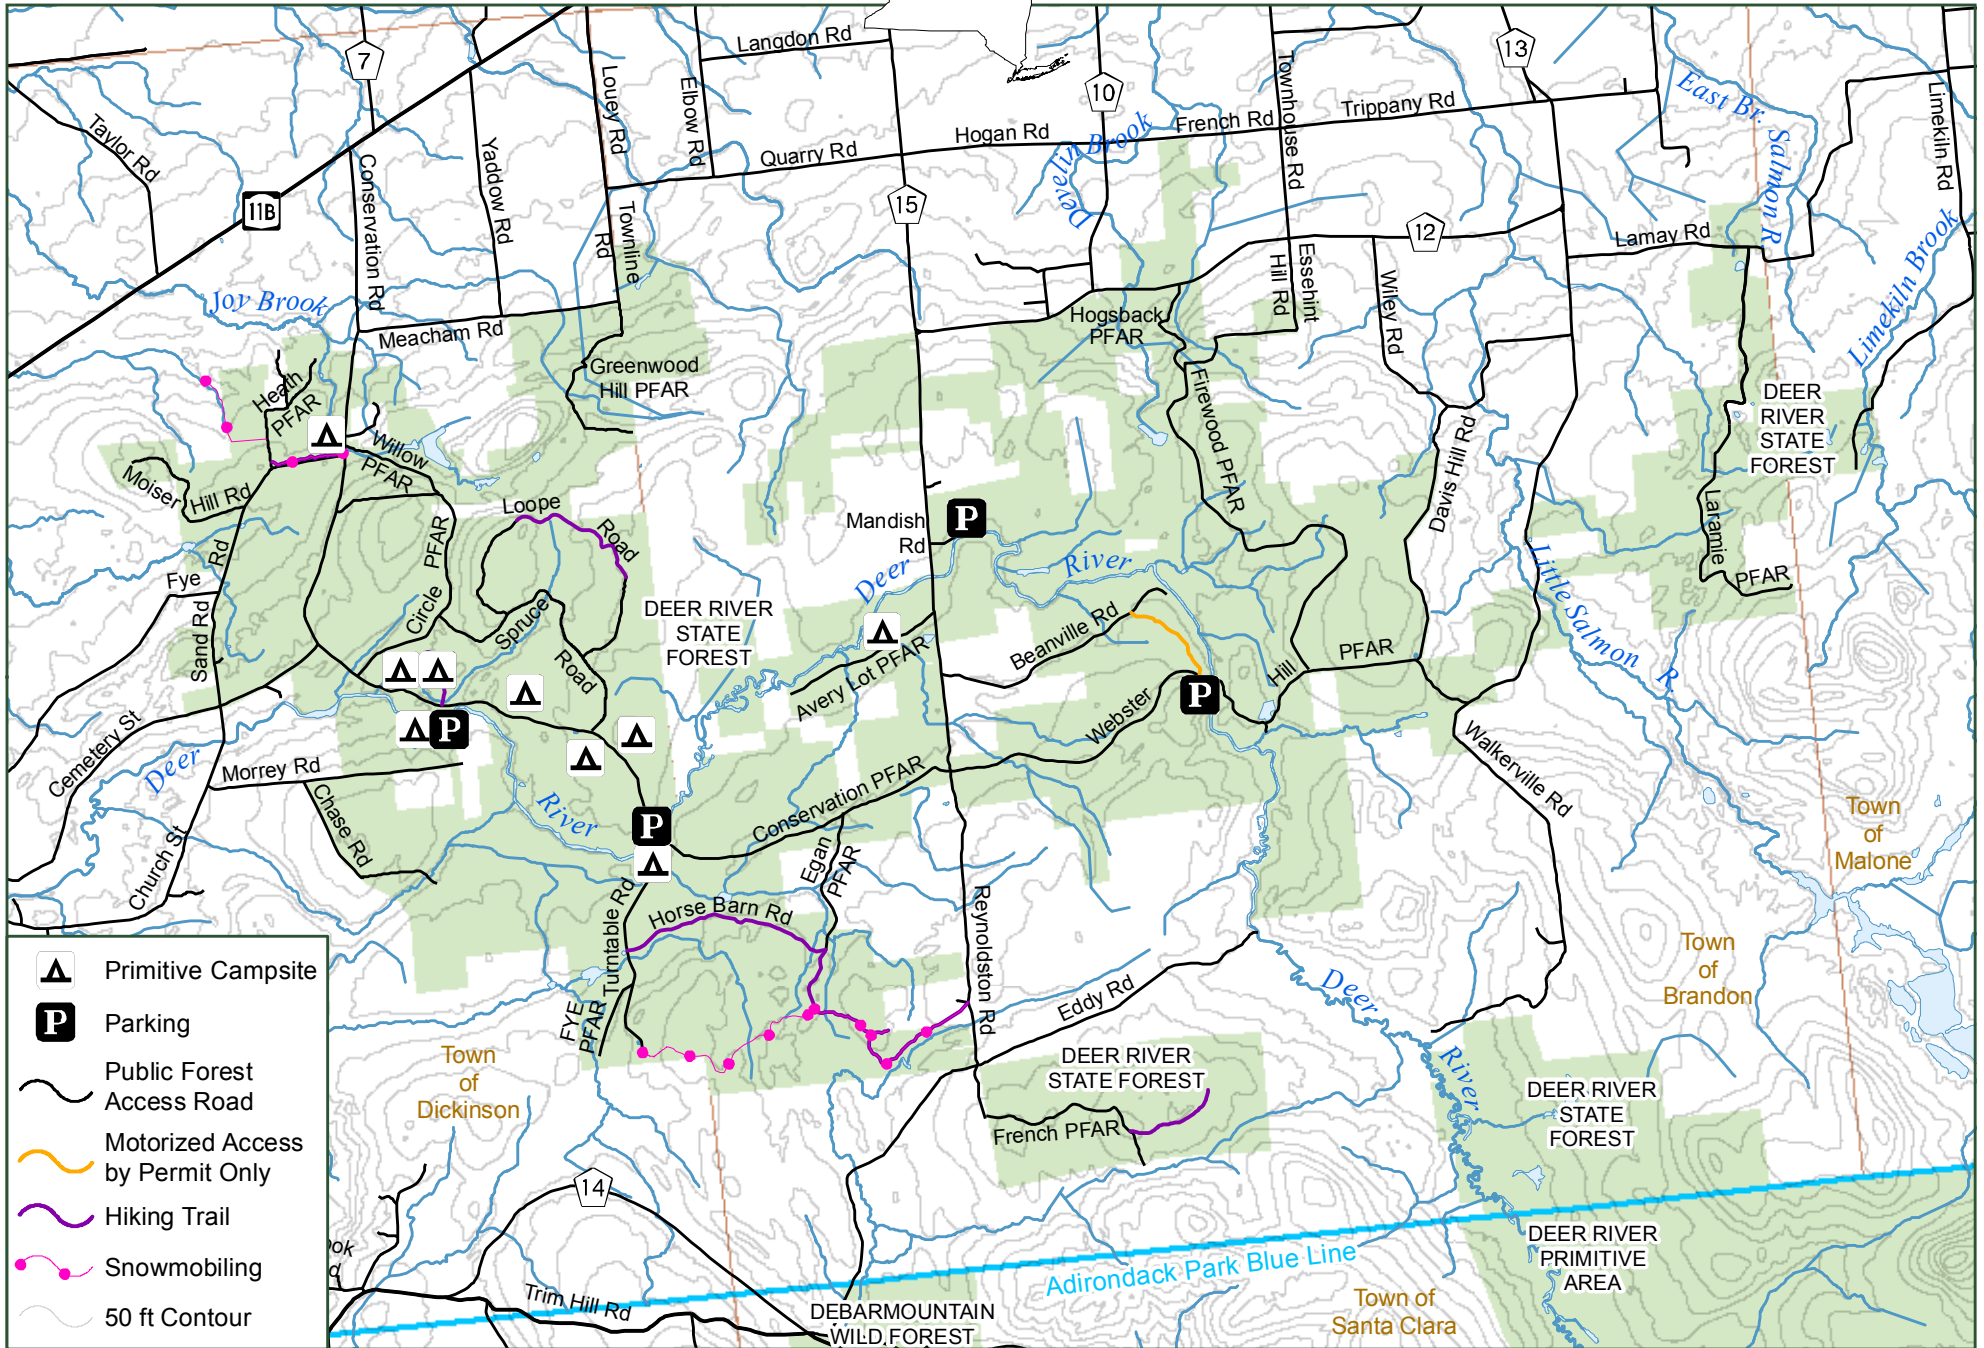 Langdon Rd
7
13
10
Louey Rd
Elbow Rd
Townhouse Rd
Trippany Rd
East Br. Salmon R
Limekiln Rd
Taylor Rd
Conservation Rd
Yaddow Rd
Quarry Rd
Hogan Rd
French Rd
Develin Brook
11B
15
12
Townline
Rd
Lamay Rd
Limekiln Brook
Essehint
Hill Rd
Wiley Rd
Joy Brook
Meacham Rd
Hogsback
PFAR
Greenwood
Hill PFAR
Heath
PFAR
Firewood PFAR
DEER
RIVER
STATE
FOREST
Davis Hill Rd
Willow
PFAR
Moiser
Hill Rd
Loope
Road
Mandish
Rd
P
Laramie
PFAR
Fye
Sand Rd
Rd
Circle
PFAR
Spruce
Road
Deer
River
Little Salmon R.
DEER RIVER
STATE
FOREST
Beanville Rd
Avery Lot PFAR
PFAR
Hill
Webster
P
P
Cemetery St
Deer
River
Morrey Rd
Chase Rd
Church St
P
Conservation PFAR
Walkerville Rd
Egan
PFAR
Town
of
Malone
Turntable Rd
Horse Barn Rd
Reynoldston Rd
Town
of
Brandon
Eddy Rd
Deer
River
FYE
PFAR
Town
of
Dickinson
DEER RIVER
STATE FOREST
French PFAR
DEER RIVER
STATE
FOREST
14
DEER RIVER
PRIMITIVE
AREA
Adirondack Park Blue Line
Trim Hill Rd
DEBARMOUNTAIN
WILD FOREST
Town of
Santa Clara
Primitive Campsite
P
Parking
Public Forest
Access Road
Motorized Access
by Permit Only
Hiking Trail
Snowmobiling
50 ft Contour